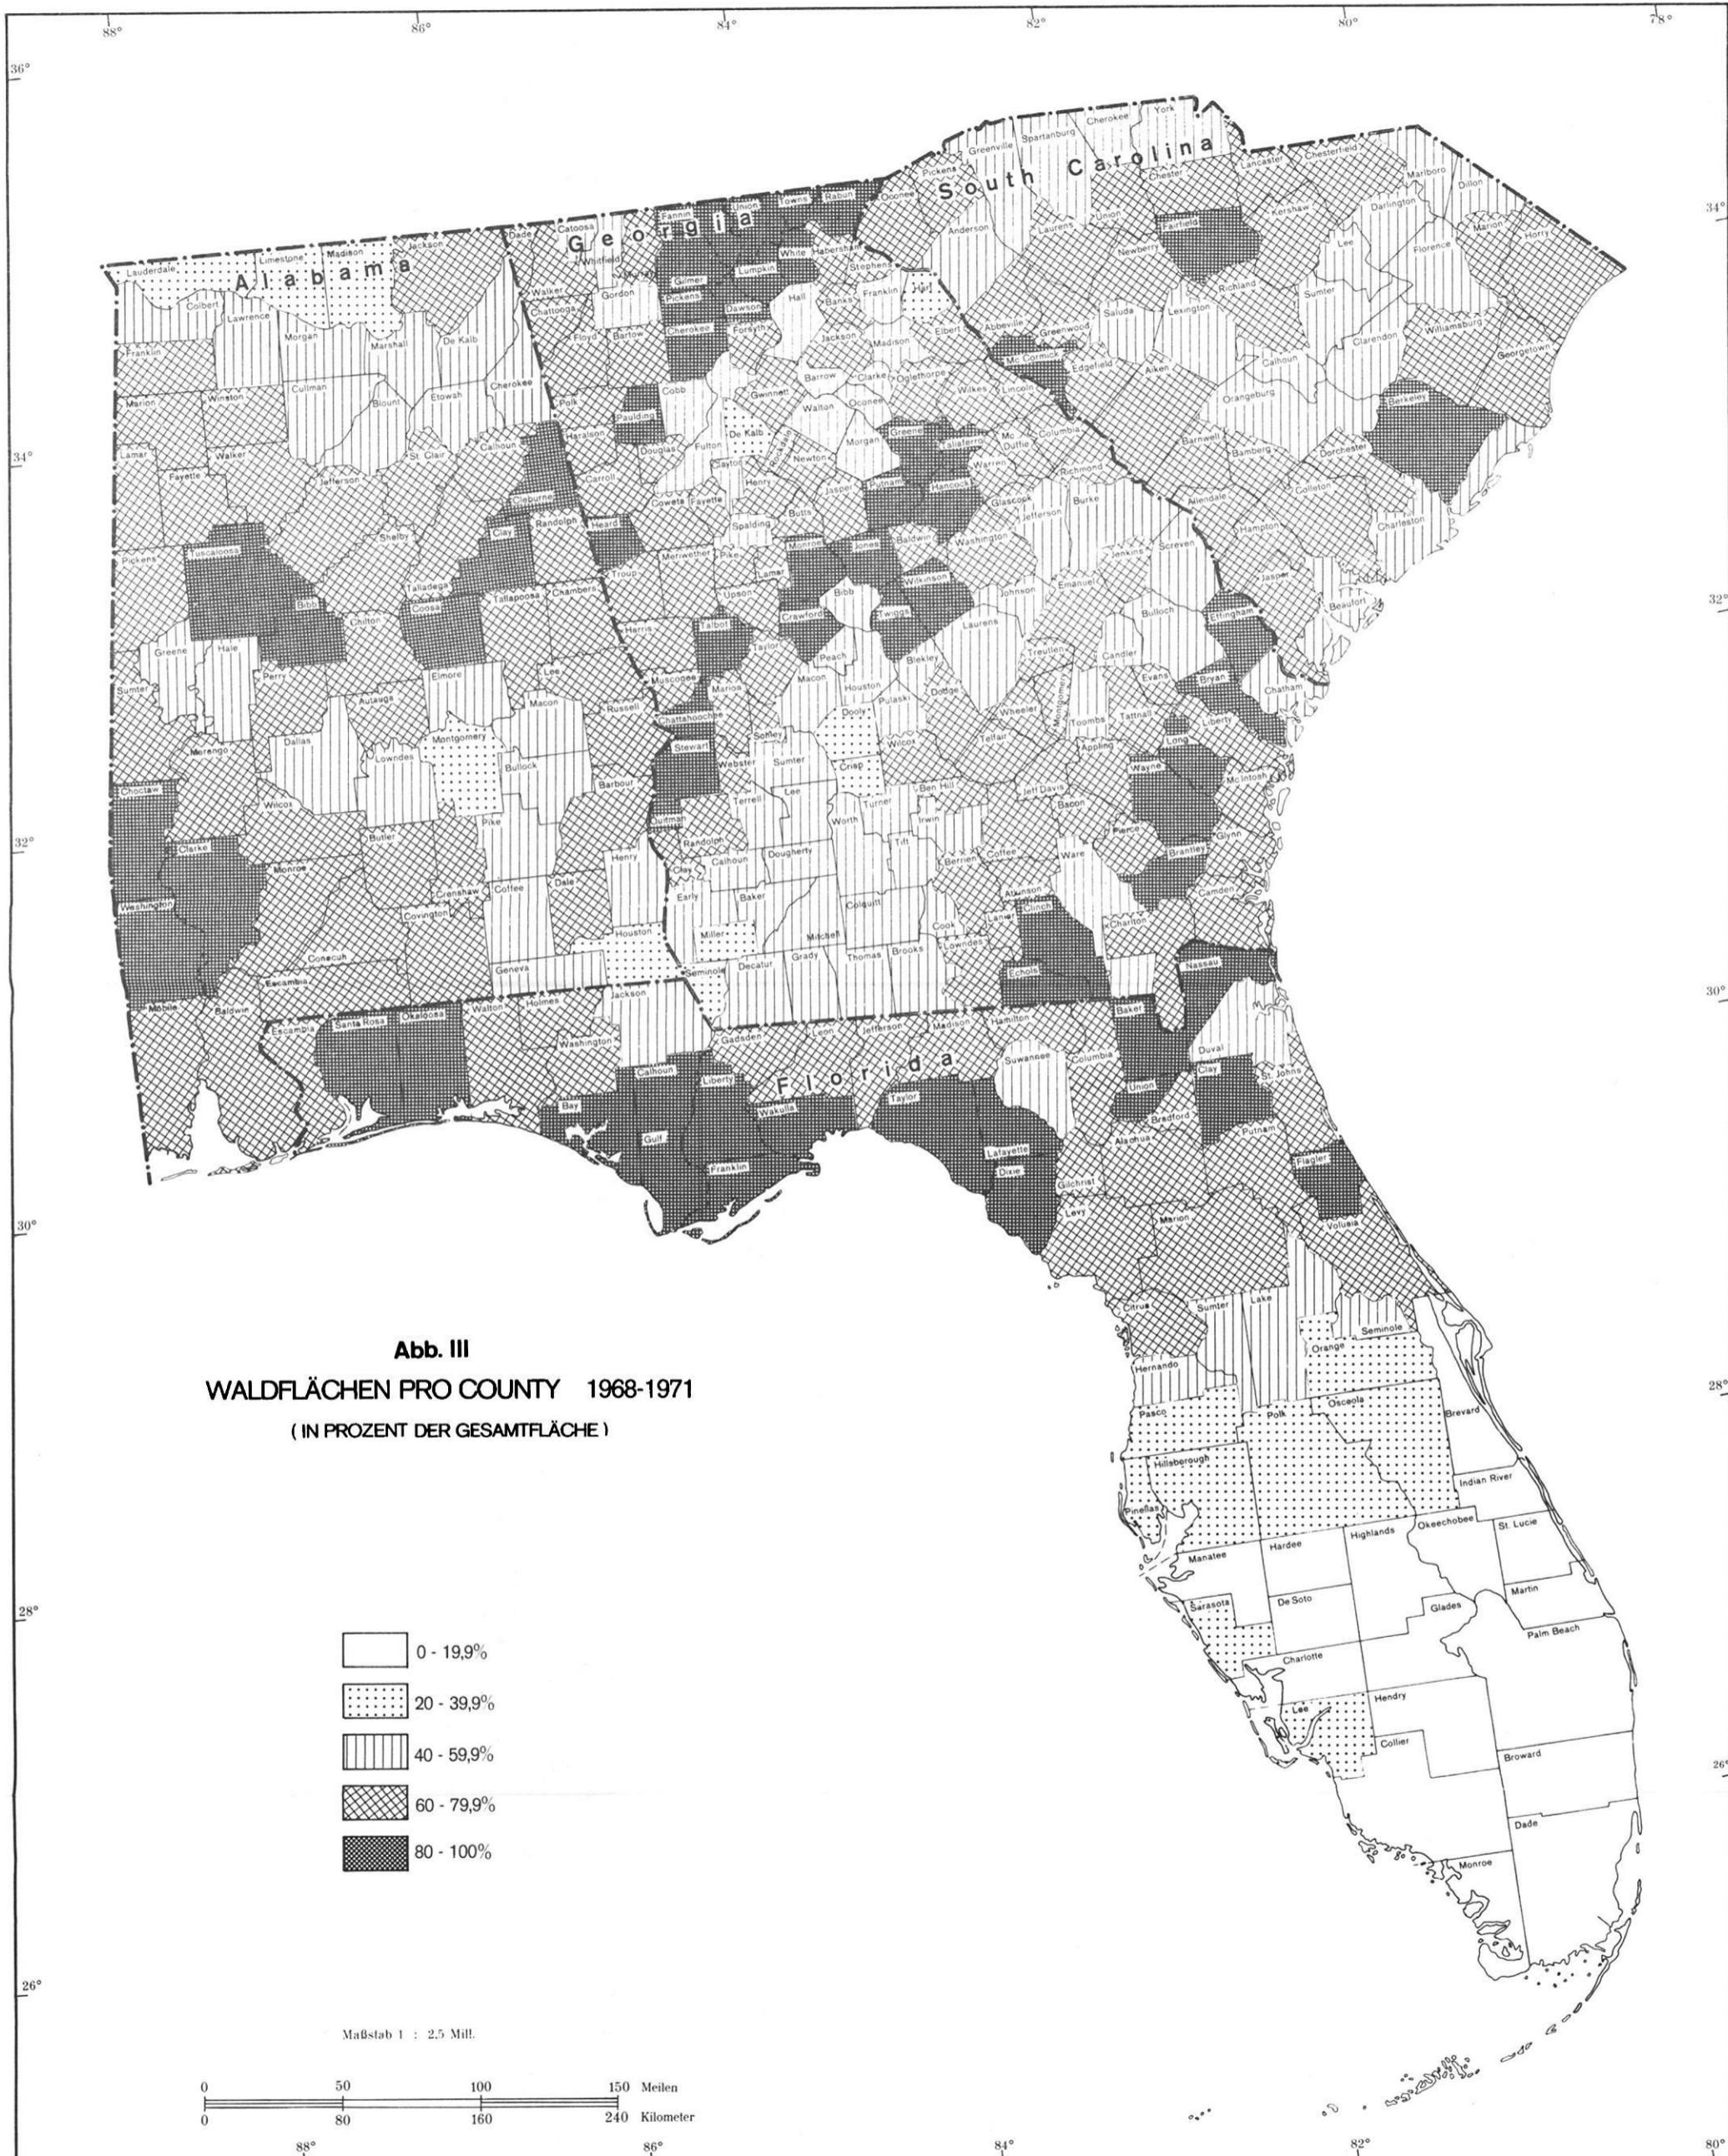 88° 86° 84° 82° 80° 78°
36°
34°
32°
30°
28°
26°
34°
32°
30°
28°
26°
88° 86° 84° 82° 80°
Alabama
Lauderdale Limestone Madison Jackson
Colbert Lawrence Morgan Marshall De Kalb
Franklin Marion Winston Cullman Blount Etowah Cherokee
Lamar Fayette Walker Jefferson St. Clair Calhoun Cleburne
Pickens Tuscaloosa Bibb Shelby Talladega Clay Randolph
Chilton Coosa Tallapoosa Chambers
Greene Hale Perry Autauga Elmore Lee
Sumter Marengo Dallas Lowndes Montgomery Macon Russell
Bullock Barbour
Choctaw Clarke Wilcox Butler Pike
Washington Monroe Conecuh Crenshaw Covington Coffee Dale Henry
Mobile Baldwin Escambia Geneva Houston
Georgia
Dade Catoosa Whitfield Murray Fannin Union Towns Rabun
Walker Chattooga Gordon Gilmer Pickens Lumpkin White Habersham Stephens
Floyd Bartow Cherokee Dawson Forsyth Hall Banks Franklin Hart
Polk Paulding Cobb Gwinnett Jackson Madison Elbert
Haralson Douglas Fulton De Kalb Barrow Clarke Oglethorpe Wilkes Lincoln
Carroll Clayton Rockdale Walton Oconee Morgan Greene Taliaferro Mc Duffie Columbia
Heard Coweta Fayette Henry Newton Jasper Putnam Hancock Warren Richmond
Troup Meriwether Spalding Pike Butts Lamar Monroe Jones Baldwin Washington Glascock Jefferson Burke
Harris Upson Talbot Crawford Bibb Twiggs Wilkinson Johnson Emanuel Jenkins Screven
Muscogee Marion Taylor Peach Macon Houston Blekley Laurens Treutlen Candler Bulloch Effingham
Chattahoochee Stewart Webster Schley Sumter Dooly Pulaski Dodge Wheeler Montgomery Toombs Evans Tattnall Bryan Chatham
Quitman Randolph Terrell Lee Crisp Wilcox Telfair Jeff Davis Appling Long Liberty
Clay Calhoun Dougherty Worth Turner Ben Hill Irwin Tift Coffee Bacon Wayne Mc Intosh
Early Baker Mitchell Colquitt Berrien Atkinson Ware Pierce Brantley Glynn
Miller Seminole Decatur Grady Thomas Brooks Cook Lanier Lowndes Echols Clinch Charlton Camden
South Carolina
Oconee Pickens Greenville Spartanburg Cherokee York
Anderson Laurens Union Chester Lancaster Chesterfield Marlboro Dillon
Abbeville Greenwood Newberry Fairfield Kershaw Darlington Lee Florence Marion Horry
Mc Cormick Edgefield Saluda Lexington Richland Sumter Clarendon Williamsburg Georgetown
Aiken Calhoun Orangeburg Berkeley
Barnwell Bamberg Dorchester Allendale Hampton Colleton Charleston
Jasper Beaufort
Florida
Escambia Santa Rosa Okaloosa Walton Holmes Jackson
Washington Bay Calhoun Gulf Liberty Gadsden Franklin Wakulla Leon Jefferson Madison
Taylor Hamilton Suwannee Lafayette Dixie Columbia Baker Nassau Duval
Union Bradford Clay St. Johns Alachua Putnam Gilchrist Levy Flagler
Marion Volusia Citrus Sumter Lake Seminole
Hernando Orange Pasco Polk Osceola Brevard
Hillsborough Pinellas Indian River
Manatee Hardee Highlands Okeechobee St. Lucie
Sarasota De Soto Glades Martin
Charlotte Palm Beach
Lee Hendry
Collier Broward
Dade
Monroe
Abb. III
WALDFLÄCHEN PRO COUNTY 1968-1971
( IN PROZENT DER GESAMTFLÄCHE )
0 - 19,9%
20 - 39,9%
40 - 59,9%
60 - 79,9%
80 - 100%
Maßstab 1 : 2,5 Mill.
0 50 100 150 Meilen
0 80 160 240 Kilometer